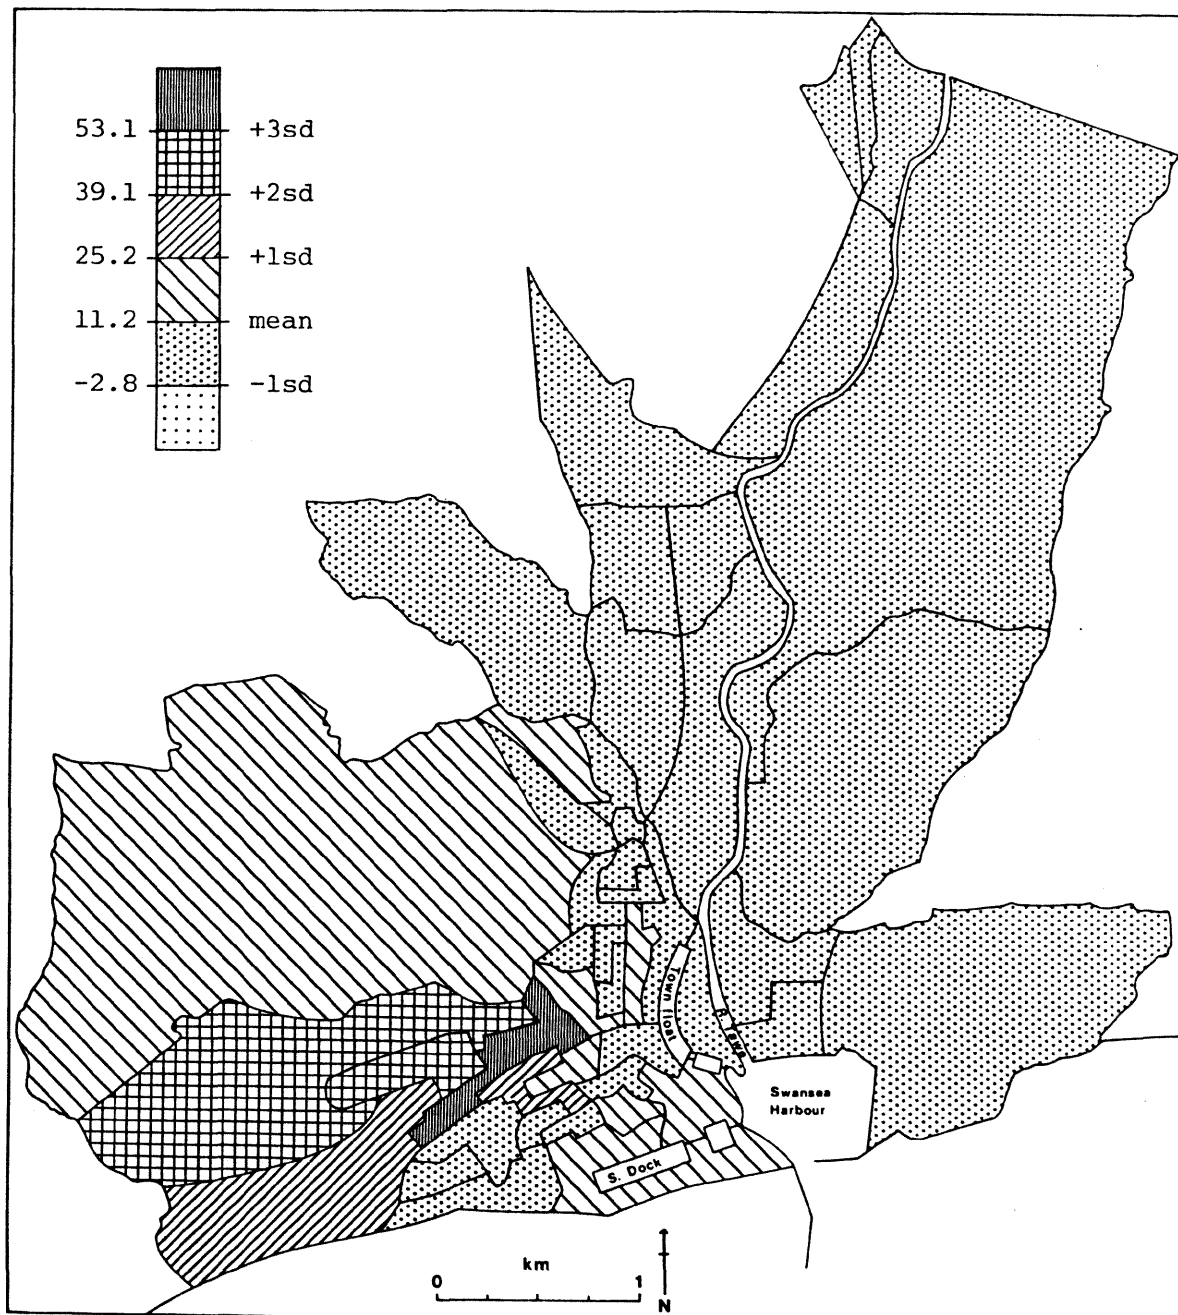 53.1 +3sd
39.1 +2sd
25.2 +1sd
11.2 mean
-2.8 -1sd
Town float
R. Tawe
Swansea
Harbour
S. Dock
km
0 1
N